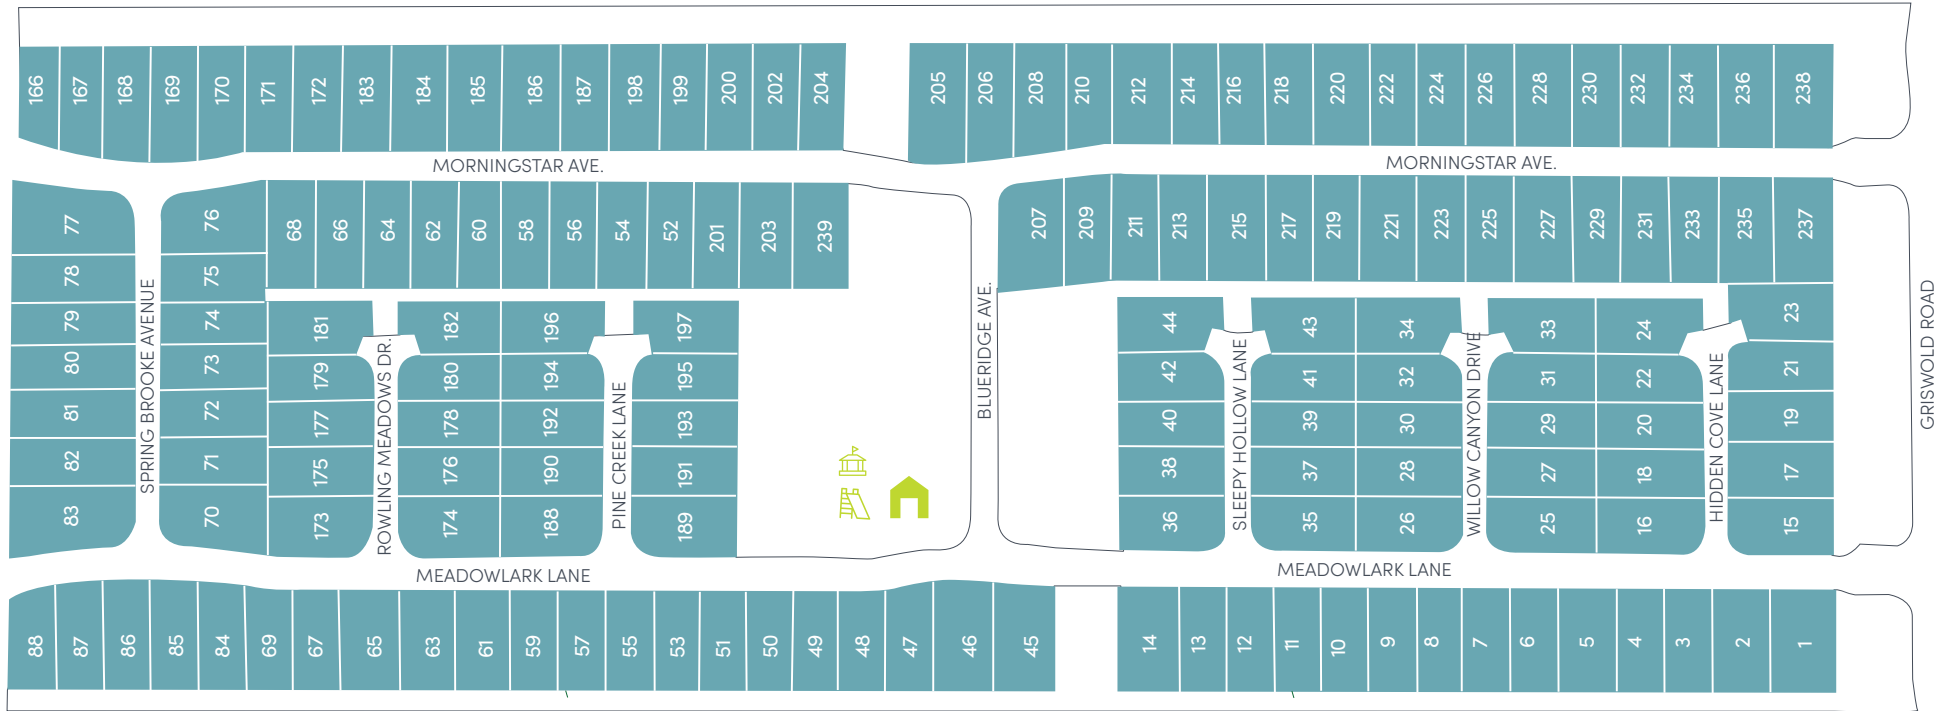 166 167 168 169 170 171 172 183 184 185 186 187 198 199 200 202 204
205 206 208 210 212 214 216 218 220 222 224 226 228 230 232 234 236 238
MORNINGSTAR AVE.
MORNINGSTAR AVE.
77 78 79 80 81 82 83
SPRING BROOKE AVENUE
76 75 74 73 72 71 70
68 66 64 62 60 58 56 54 52 201 203 239
181 179 177 175 173
ROWLING MEADOWS DR.
182 180 178 176 174
196 194 192 190 188
PINE CREEK LANE
197 195 193 191 189
BLUERIDGE AVE.
207 209 211 213 215 217 219 221 223 225 227 229 231 233 235 237
44 42 40 38 36
SLEEPY HOLLOW LANE
43 41 39 37 35
34 32 30 28 26
WILLOW CANYON DRIVE
33 31 29 27 25
24 22 20 18 16
HIDDEN COVE LANE
23 21 19 17 15
GRISWOLD ROAD
MEADOWLARK LANE
MEADOWLARK LANE
88 87 86 85 84 69 67 65 63 61 59 57 55 53 51 50 49 48 47 46 45
14 13 12 11 10 9 8 7 6 5 4 3 2 1